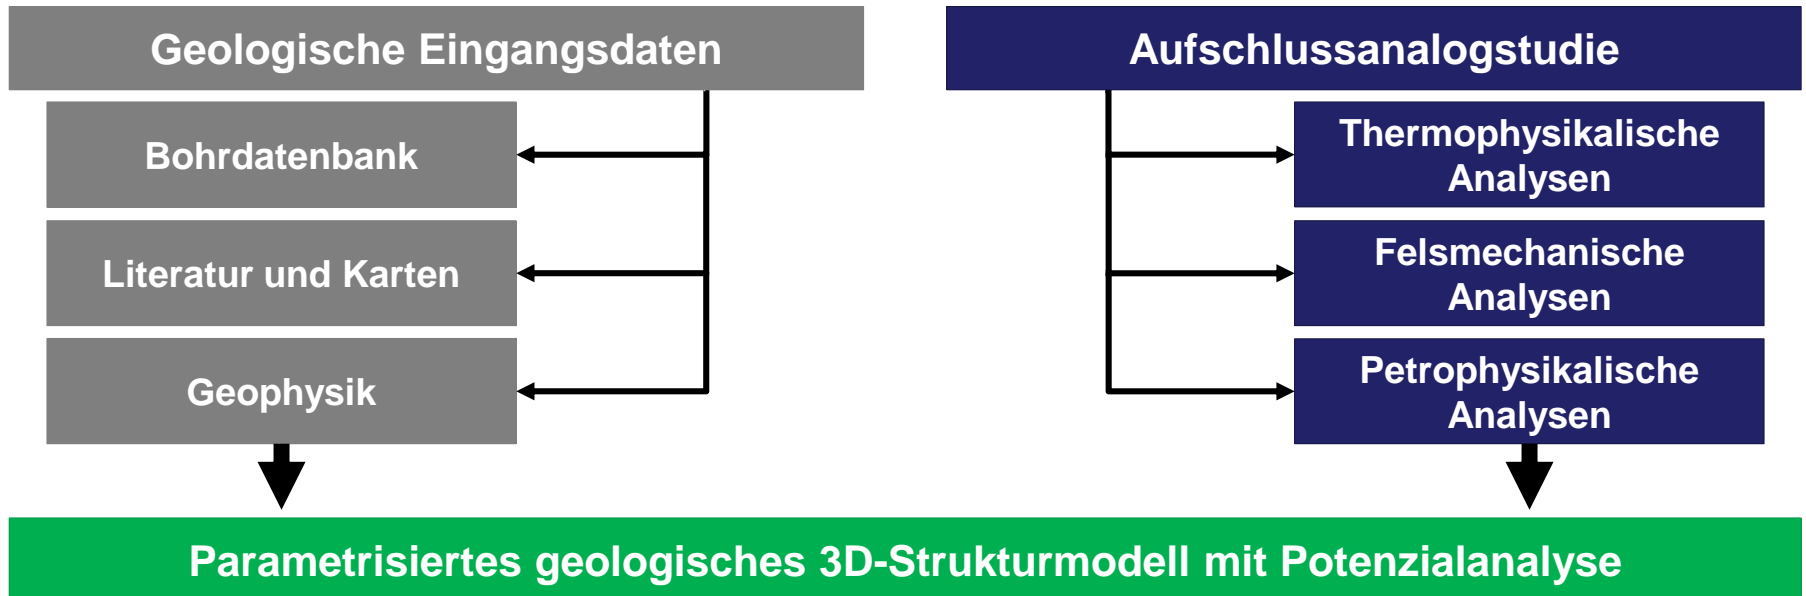 Geologische Eingangsdaten
Bohrdatenbank
Literatur und Karten
Geophysik
Aufschlussanalogstudie
Thermophysikalische
Analysen
Felsmechanische
Analysen
Petrophysikalische
Analysen
Parametrisiertes geologisches 3D-Strukturmodell mit Potenzialanalyse